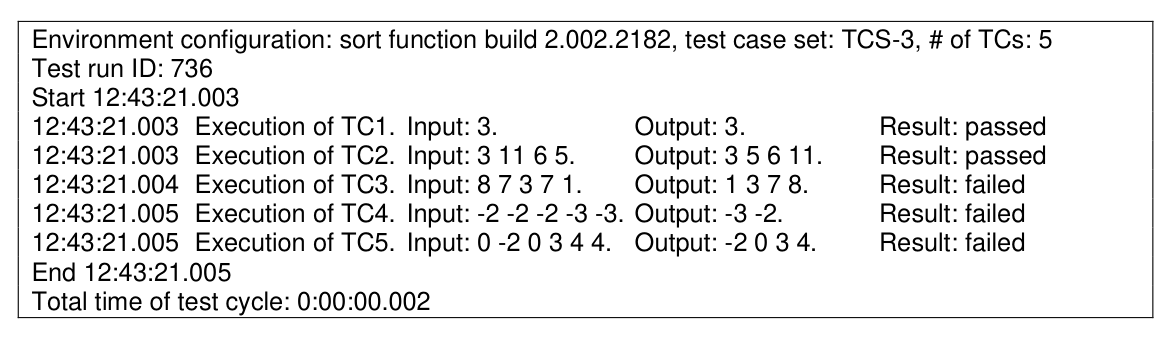 Environment configuration: sort function build 2.002.2182, test case set: TCS-3, # of TCs: 5
Test run ID: 736
Start 12:43:21.003
12:43:21.003 Execution of TC1. Input: 3. Output: 3. Result: passed
12:43:21.003 Execution of TC2. Input: 3 11 6 5. Output: 3 5 6 11. Result: passed
12:43:21.004 Execution of TC3. Input: 8 7 3 7 1. Output: 1 3 7 8. Result: failed
12:43:21.005 Execution of TC4. Input: -2 -2 -2 -3 -3. Output: -3 -2. Result: failed
12:43:21.005 Execution of TC5. Input: 0 -2 0 3 4 4. Output: -2 0 3 4. Result: failed
End 12:43:21.005
Total time of test cycle: 0:00:00.002